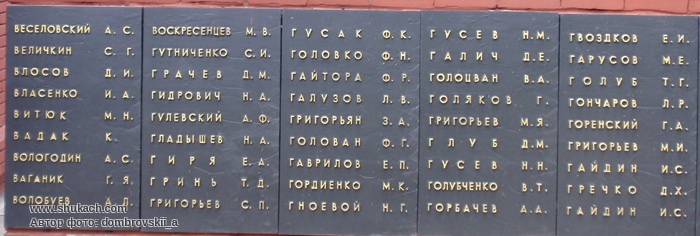 ВЕСЕЛОВСКИЙ А. С.
ВЕЛИЧКИН С. Г.
ВЛОСОВ Д. И.
ВЛАСЕНКО И. А.
ВИТЮК М. Н.
ВАДАК К.
ВОЛОГОДИН А. С.
ВАГАНИК Г. Я.
ВОЛОБУЕВ А. Л.
ВОСКРЕСЕНЦЕВ М. В.
ГУТНИЧЕНКО С. И.
ГРАЧЕВ Д. М.
ГИДРОВИЧ Н. А.
ГУЛЕВСКИЙ А. Ф.
ГЛАДЫШЕВ Н. А.
ГИРЯ Е. А.
ГРИНЬ Т. Д.
ГРИГОРЬЕВ С. П.
ГУСАК Ф. К.
ГОЛОВКО Ф. Н.
ГАЙТОРА Ф. Р.
ГАЛУЗОВ Л. В.
ГРИГОРЬЯН З. А.
ГОЛОВАН Ф. Г.
ГАВРИЛОВ Е. П.
ГОРДИЕНКО М. К.
ГНОЕВОЙ Н. Г.
ГУСЕВ Н. М.
ГАЛИЧ Д. Е.
ГОЛОЦВАН В. А.
ГОЛЯКОВ Г.
ГРИГОРЬЕВ М. Я.
ГЛУБ Д. М.
ГУСЕВ Н. Н.
ГОЛУБЧЕНКО В. Т.
ГОРБАЧЕВ А. А.
ГВОЗДКОВ Е. И.
ГАРУСОВ М. Е.
ГОЛУБ Т. Г.
ГОНЧАРОВ Л. Р.
ГОРЕНСКИЙ Г. А.
ГРИГОРЬЕВ М. И.
ГАЙДИН И. С.
ГРЕЧКО Д. Х.
ГАЙДИН И. С.
www.shukach.com
Автор фото: dombrovskii_a